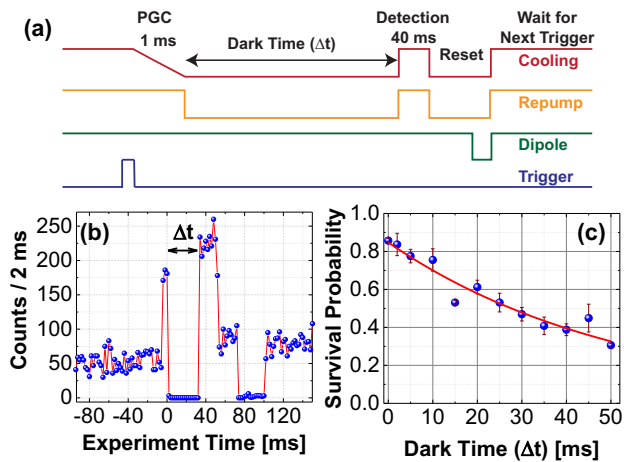 (a)
PGC
1 ms
Dark Time (Δt)
Detection
40 ms
Reset
Wait for
Next Trigger
Cooling
Repump
Dipole
Trigger
(b)
Δt
250
200
150
100
50
0
Counts / 2 ms
-80 -40 0 40 80 120
Experiment Time [ms]
(c)
1.0
0.8
0.6
0.4
0.2
0.0
Survival Probability
0 10 20 30 40 50
Dark Time (Δt) [ms]